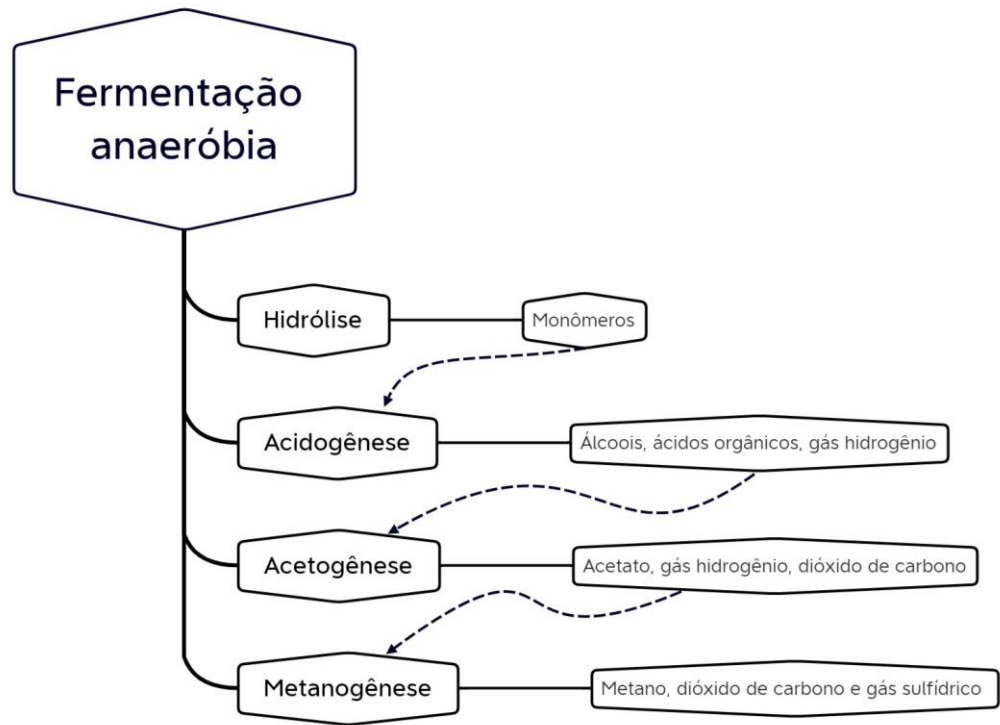 Fermentação
anaeróbia
Hidrólise
Monômeros
Acidogênese
Álcoois, ácidos orgânicos, gás hidrogênio
Acetogênese
Acetato, gás hidrogênio, dióxido de carbono
Metanogênese
Metano, dióxido de carbono e gás sulfídrico